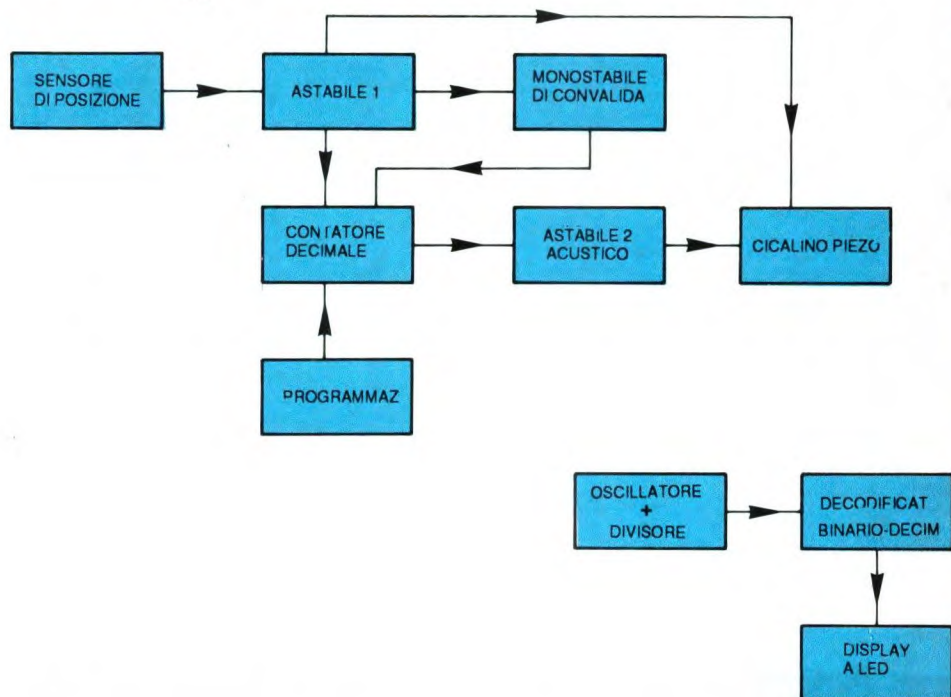 SENSORE
DI POSIZIONE
ASTABILE 1
MONOSTABILE
DI CONVALIDA
CONTATORE
DECIMALE
ASTABILE 2
ACUSTICO
CICALINO PIEZO
PROGRAMMAZ
OSCILLATORE
+
DIVISORE
DECODIFICAT
BINARIO-DECIM
DISPLAY
A LED